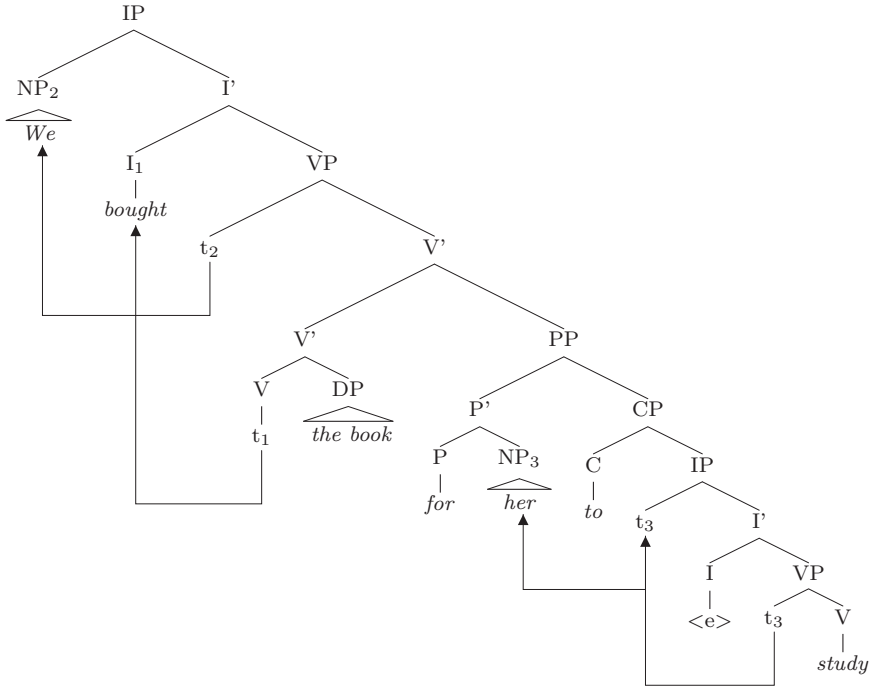 IP
NP₂ I'
We
I₁ VP
bought
t₂ V'
V' PP
V DP P' CP
t₁ the book
P NP₃ C IP
for her to
t₃ I'
I VP
<e> t₃ V
study